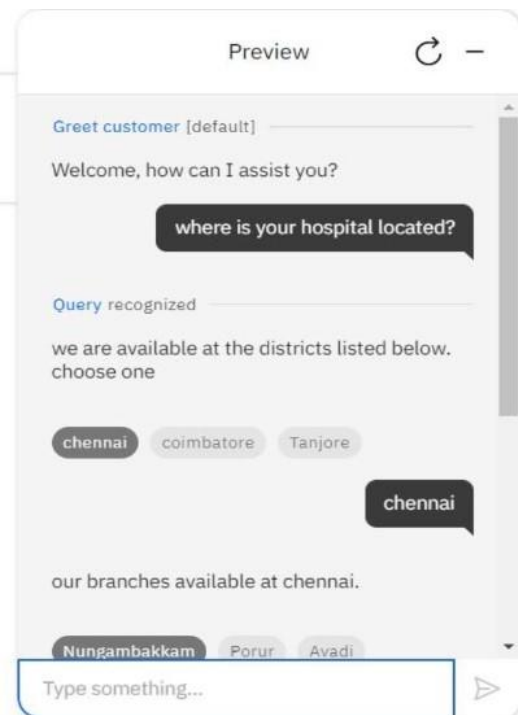 Preview
Greet customer [default]
Welcome, how can I assist you?
where is your hospital located?
Query recognized
we are available at the districts listed below.
choose one
chennai coimbatore Tanjore
chennai
our branches available at chennai.
Nungambakkam Porur Avadi
Type something...